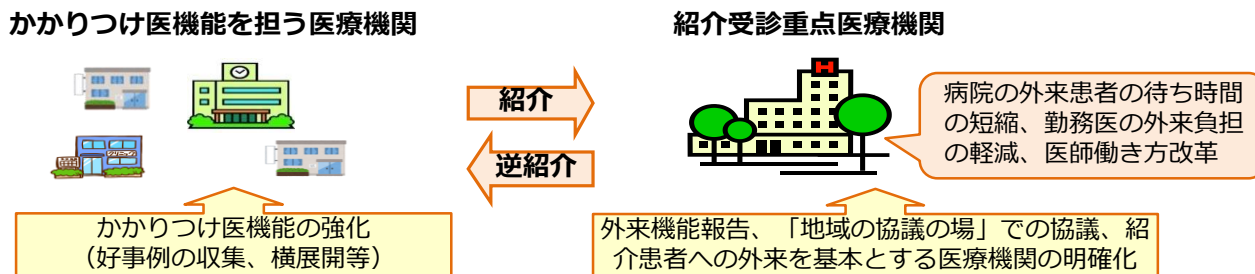 かかりつけ医機能を担う医療機関
紹介受診重点医療機関
H
紹介
逆紹介
病院の外来患者の待ち時間
の短縮、勤務医の外来負担
の軽減、医師働き方改革
かかりつけ医機能の強化
（好事例の収集、横展開等）
外来機能報告、「地域の協議の場」での協議、紹
介患者への外来を基本とする医療機関の明確化